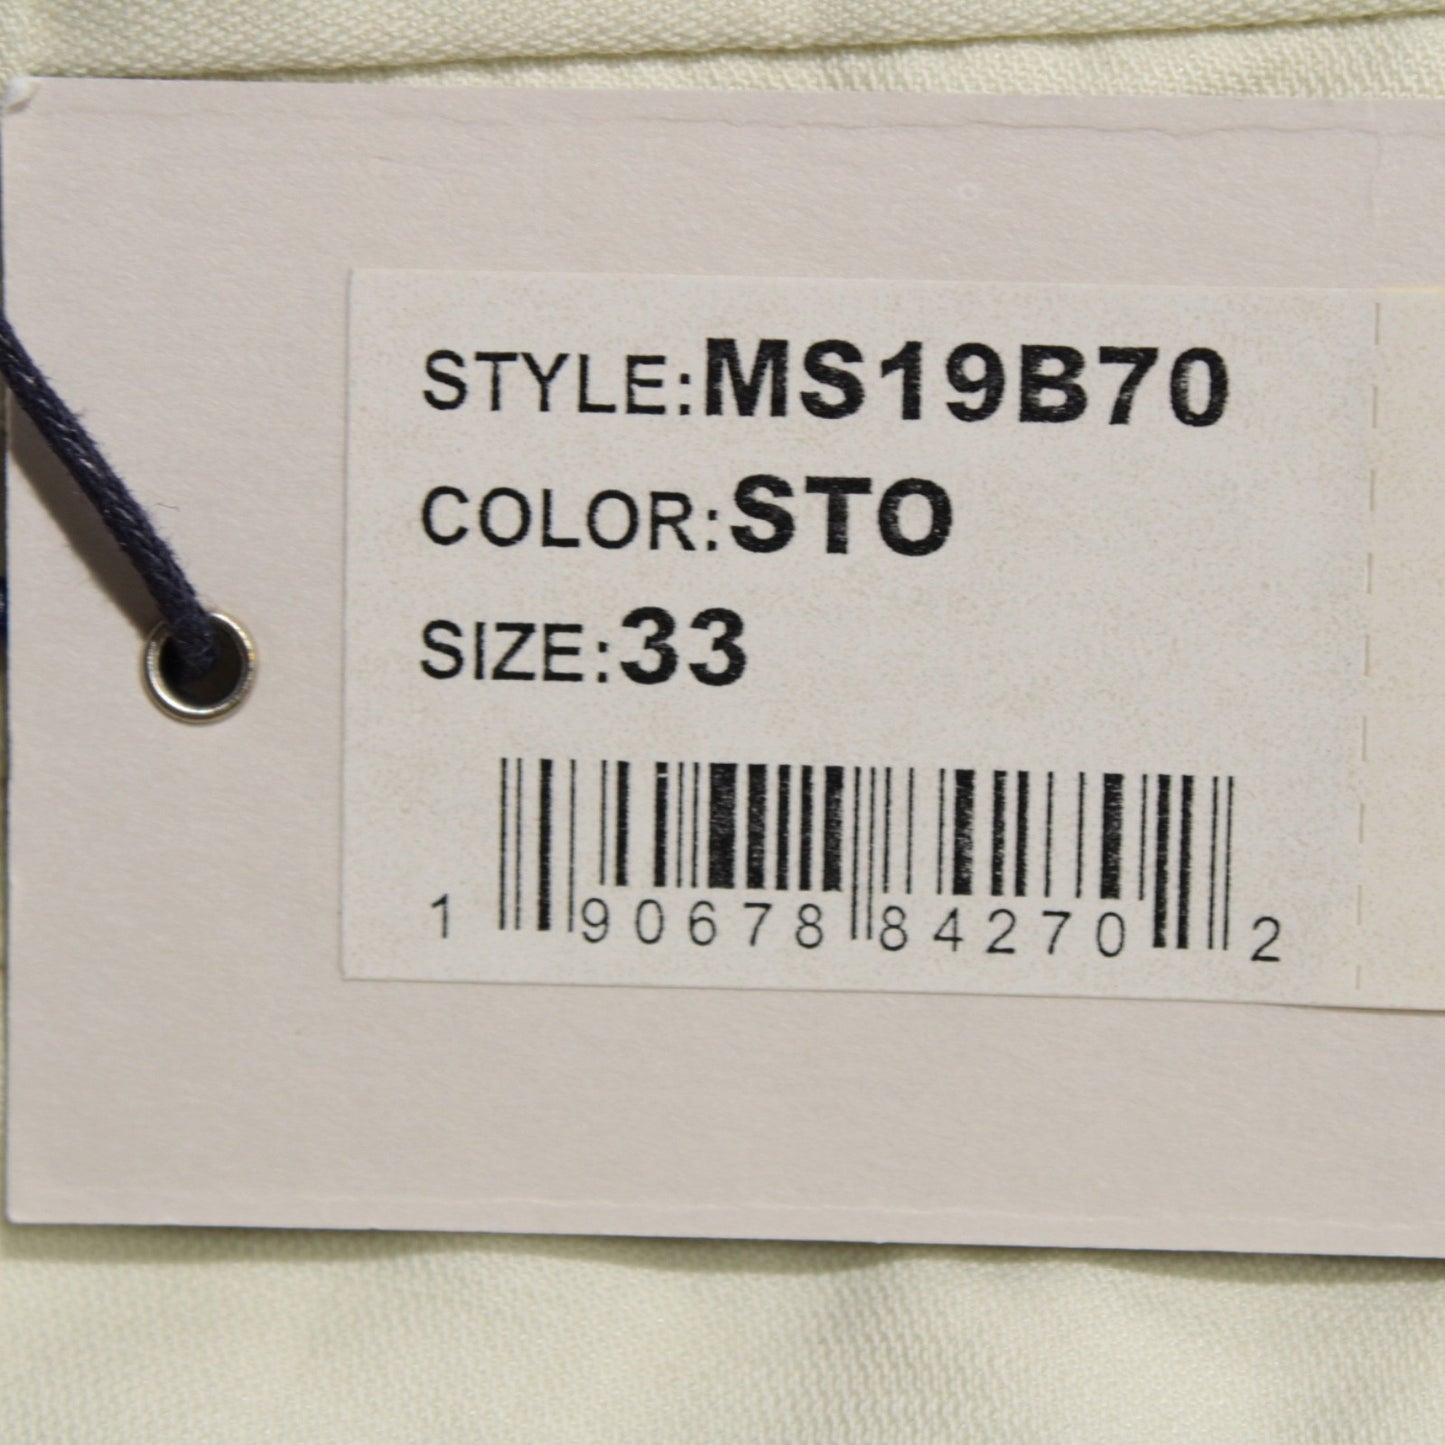 STYLE:MS19B70
COLOR:STO
SIZE:33
1 90678 84270 2